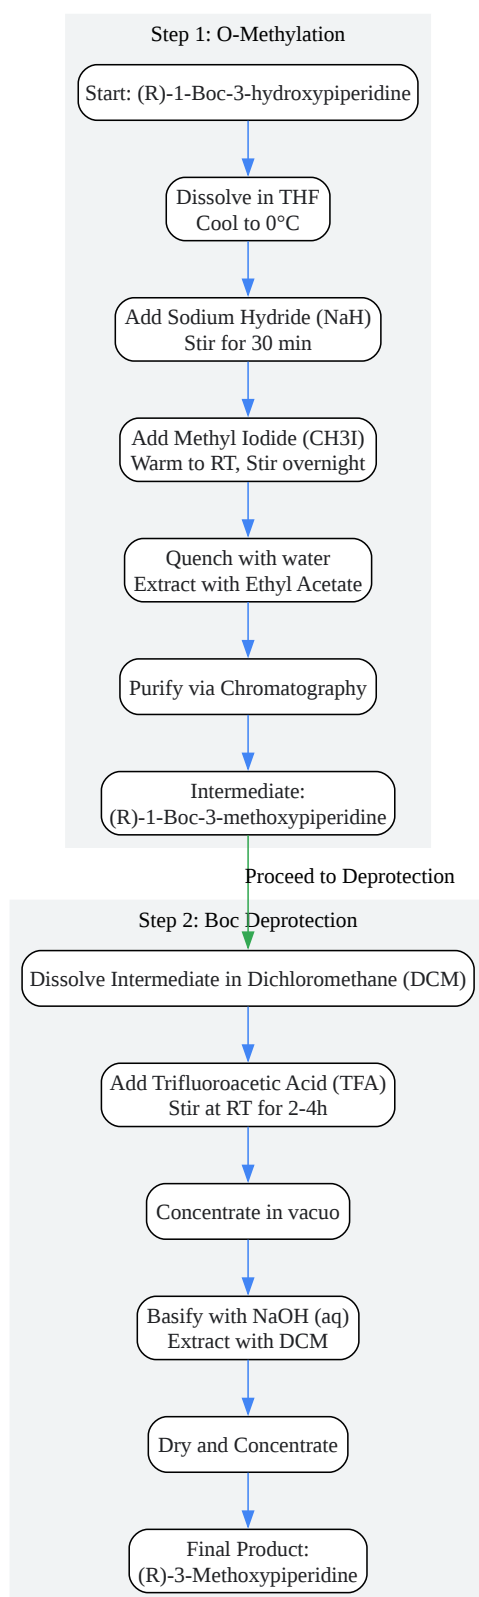 Step 1: O-Methylation
Start: (R)-1-Boc-3-hydroxypiperidine
Dissolve in THF
Cool to 0°C
Add Sodium Hydride (NaH)
Stir for 30 min
Add Methyl Iodide (CH3I)
Warm to RT, Stir overnight
Quench with water
Extract with Ethyl Acetate
Purify via Chromatography
Intermediate:
(R)-1-Boc-3-methoxypiperidine
Proceed to Deprotection
Step 2: Boc Deprotection
Dissolve Intermediate in Dichloromethane (DCM)
Add Trifluoroacetic Acid (TFA)
Stir at RT for 2-4h
Concentrate in vacuo
Basify with NaOH (aq)
Extract with DCM
Dry and Concentrate
Final Product:
(R)-3-Methoxypiperidine